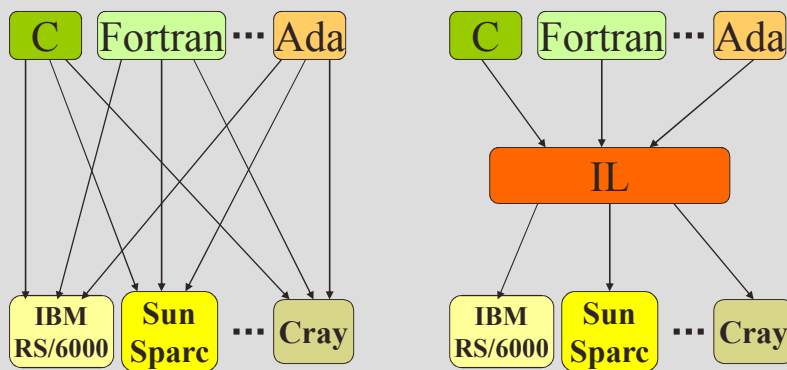 C Fortran ... Ada
IBM RS/6000 Sun Sparc ... Cray
C Fortran ... Ada
IL
IBM RS/6000 Sun Sparc ... Cray